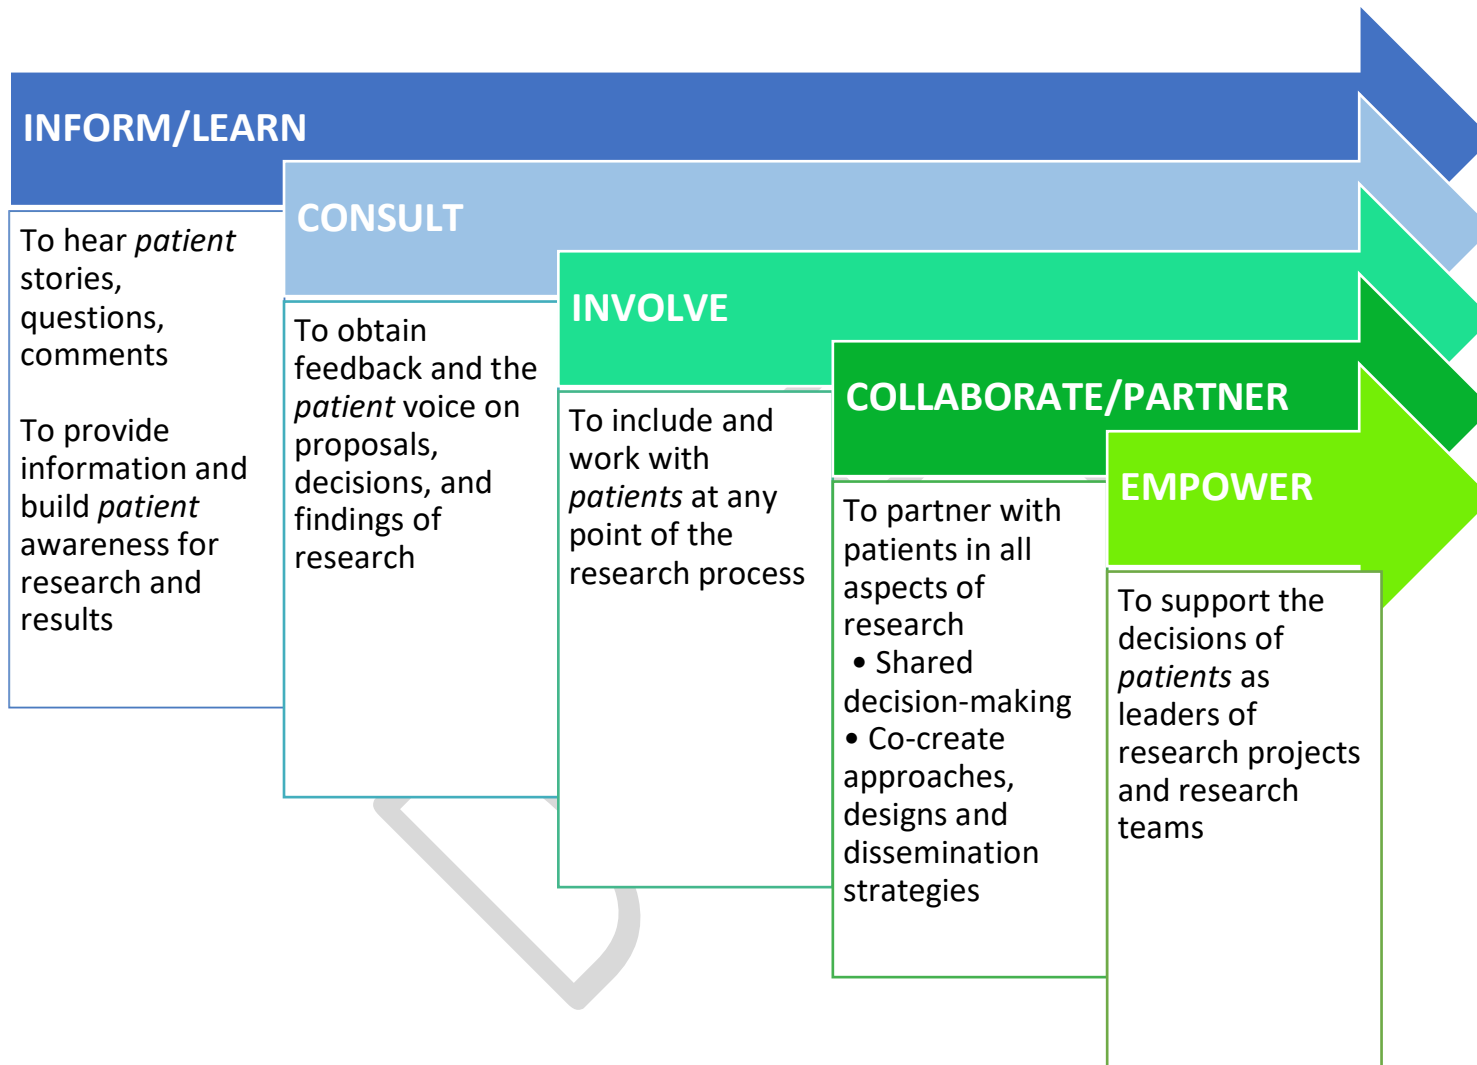 INFORM/LEARN
To hear patient
stories,
questions,
comments
To provide
information and
build patient
awareness for
research and
results
CONSULT
To obtain
feedback and the
patient voice on
proposals,
decisions, and
findings of
research
INVOLVE
To include and
work with
patients at any
point of the
research process
COLLABORATE/PARTNER
To partner with
patients in all
aspects of
research
• Shared
decision-making
• Co-create
approaches,
designs and
dissemination
strategies
EMPOWER
To support the
decisions of
patients as
leaders of
research projects
and research
teams